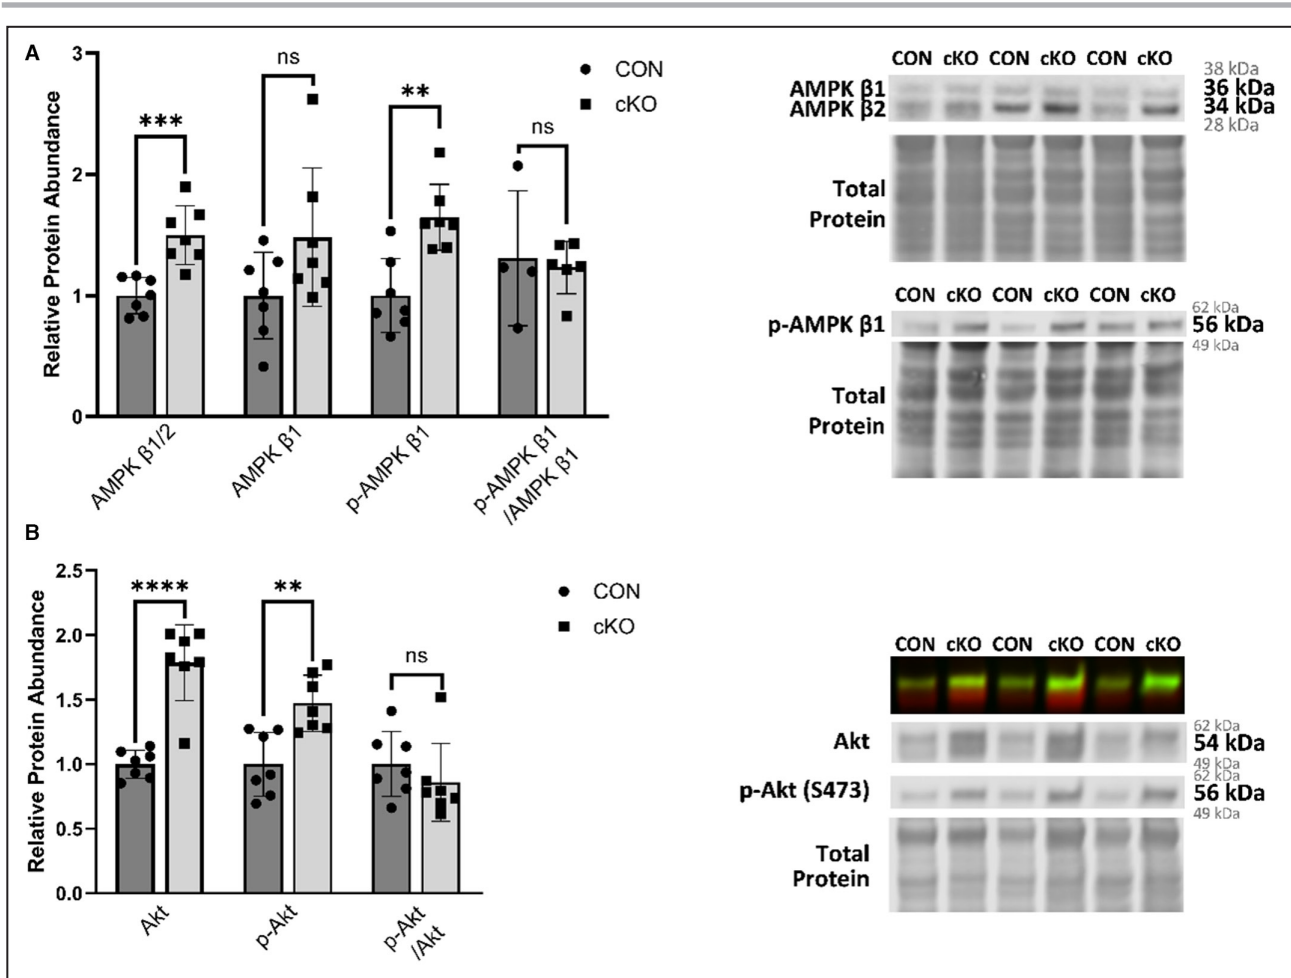 A
Relative Protein Abundance
3
2
1
0
***
ns
**
ns
CON
cKO
AMPK β1/2
AMPK β1
p-AMPK β1
p-AMPK β1
/AMPK β1
CON cKO CON cKO CON cKO
AMPK β1
AMPK β2
38 kDa
36 kDa
34 kDa
28 kDa
Total
Protein
CON cKO CON cKO CON cKO
p-AMPK β1
62 kDa
56 kDa
49 kDa
Total
Protein
B
Relative Protein Abundance
2.5
2.0
1.5
1.0
0.5
0.0
****
**
ns
CON
cKO
Akt
p-Akt
p-Akt
/Akt
CON cKO CON cKO CON cKO
Akt
62 kDa
54 kDa
49 kDa
p-Akt (S473)
62 kDa
56 kDa
49 kDa
Total
Protein